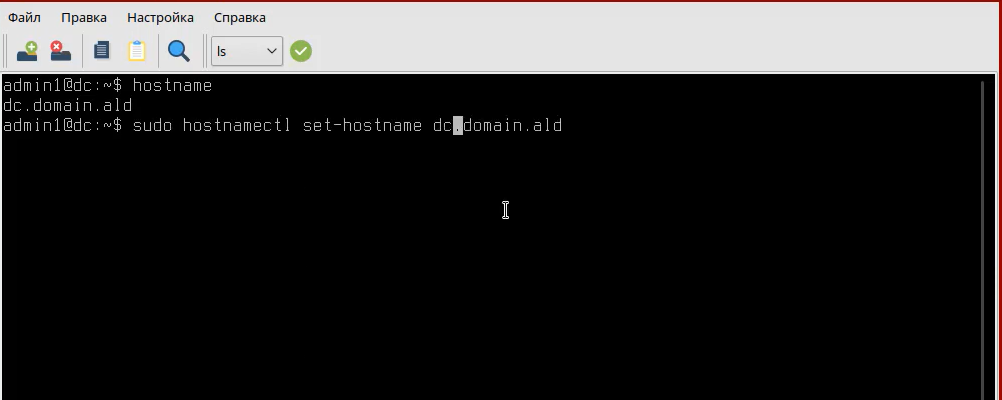 Файл Правка Настройка Справка
ls
admin1@dc:~$ hostname
dc.domain.ald
admin1@dc:~$ sudo hostnamectl set-hostname dc.domain.ald